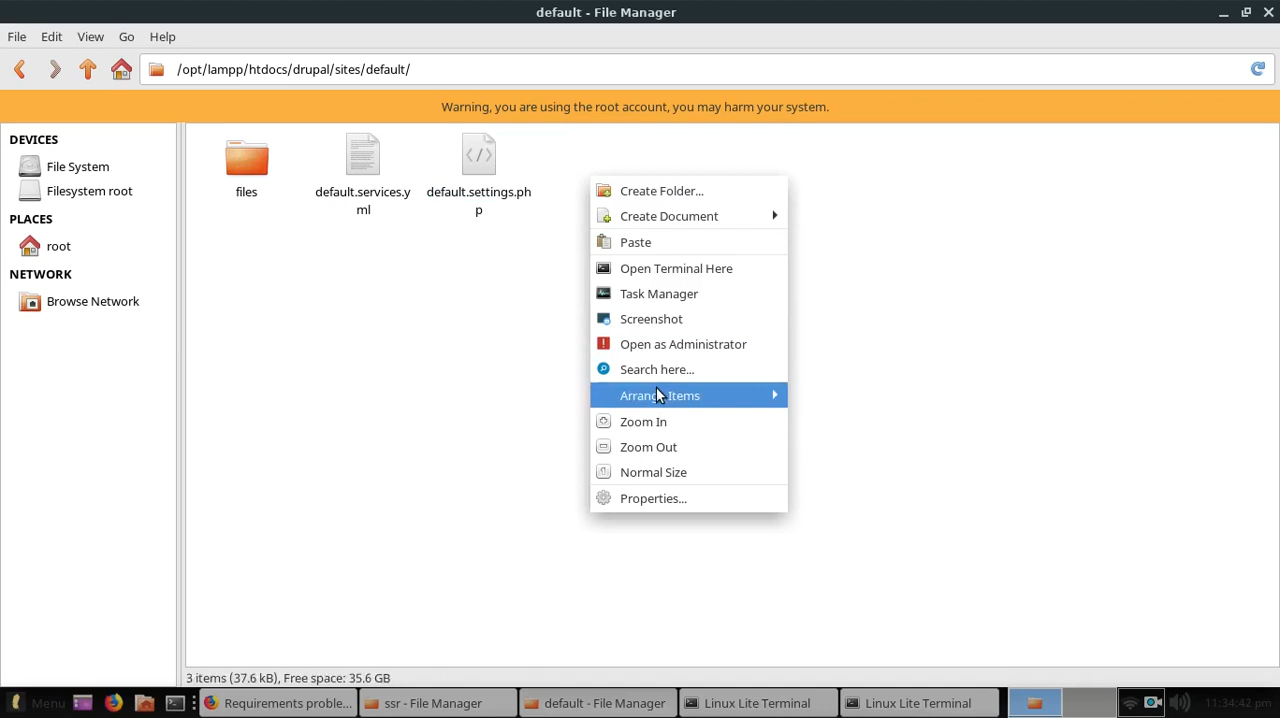 default - File Manager
File Edit View Go Help
/opt/lampp/htdocs/drupal/sites/default/
Warning, you are using the root account, you may harm your system.
DEVICES
File System
Filesystem root
PLACES
root
NETWORK
Browse Network
files
default.services.y
ml
default.settings.ph
p
Create Folder...
Create Document
Paste
Open Terminal Here
Task Manager
Screenshot
Open as Administrator
Search here...
Arrange Items
Zoom In
Zoom Out
Normal Size
Properties...
3 items (37.6 kB), Free space: 35.6 GB
Menu Requirements proble... ssr - File Manager default - File Manager Linux Lite Terminal Linux Lite Terminal 11:34:42 pm